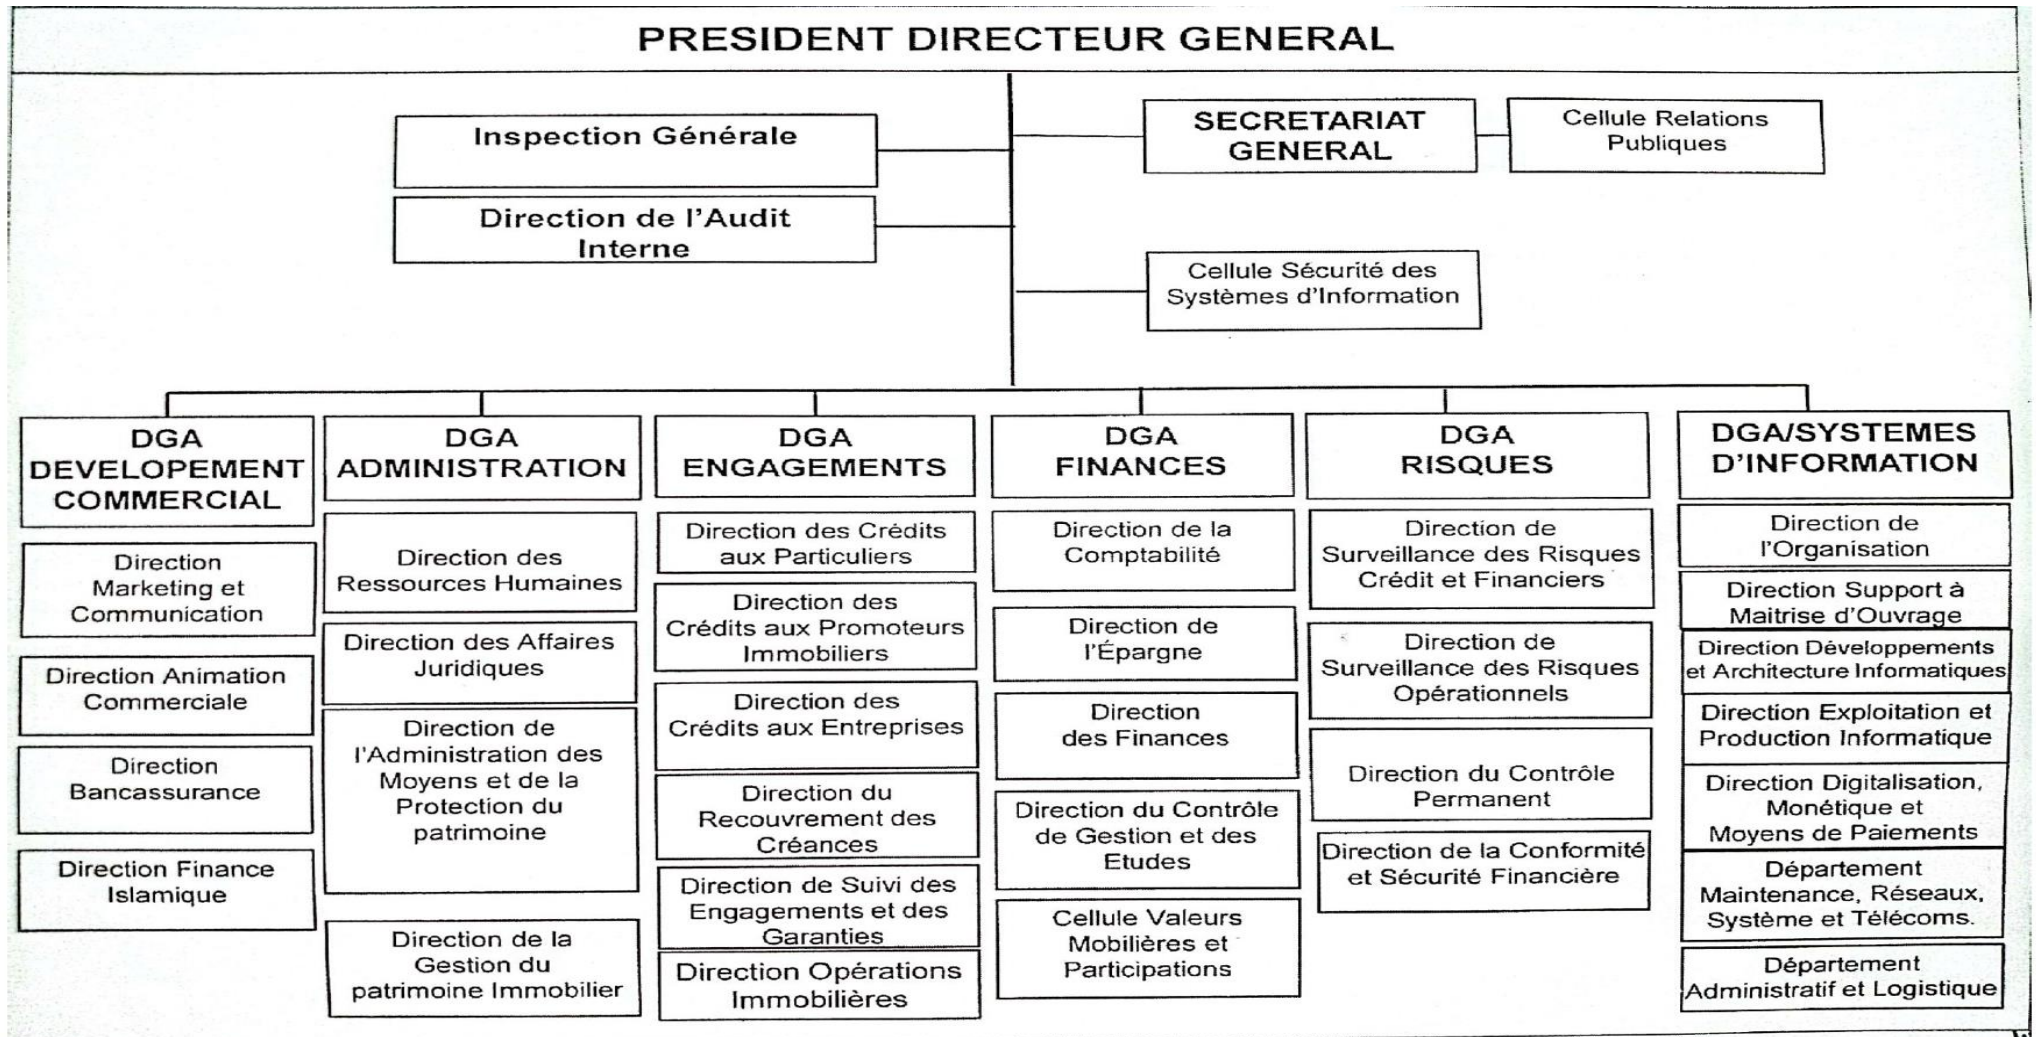 PRESIDENT DIRECTEUR GENERAL
Inspection Générale
SECRETARIAT
GENERAL
Cellule Relations
Publiques
Direction de l'Audit
Interne
Cellule Sécurité des
Systèmes d'Information
DGA
DEVELOPEMENT
COMMERCIAL
Direction
Marketing et
Communication
Direction Animation
Commerciale
Direction
Bancassurance
Direction Finance
Islamique
DGA
ADMINISTRATION
Direction des
Ressources Humaines
Direction des Affaires
Juridiques
Direction de
l'Administration des
Moyens et de la
Protection du
patrimoine
Direction de la
Gestion du
patrimoine Immobilier
DGA
ENGAGEMENTS
Direction des Crédits
aux Particuliers
Direction des
Crédits aux Promoteurs
Immobiliers
Direction des
Crédits aux Entreprises
Direction du
Recouvrement des
Créances
Direction de Suivi des
Engagements et des
Garanties
Direction Opérations
Immobilières
DGA
FINANCES
Direction de la
Comptabilité
Direction de
l'Épargne
Direction
des Finances
Direction du Contrôle
de Gestion et des
Etudes
Cellule Valeurs
Mobilières et
Participations
DGA
RISQUES
Direction de
Surveillance des Risques
Crédit et Financiers
Direction de
Surveillance des Risques
Opérationnels
Direction du Contrôle
Permanent
Direction de la Conformité
et Sécurité Financière
DGA/SYSTEMES
D'INFORMATION
Direction de
l'Organisation
Direction Support à
Maitrise d'Ouvrage
Direction Développements
et Architecture Informatiques
Direction Exploitation et
Production Informatique
Direction Digitalisation,
Monétique et
Moyens de Paiements
Département
Maintenance, Réseaux,
Système et Télécoms.
Département
Administratif et Logistique